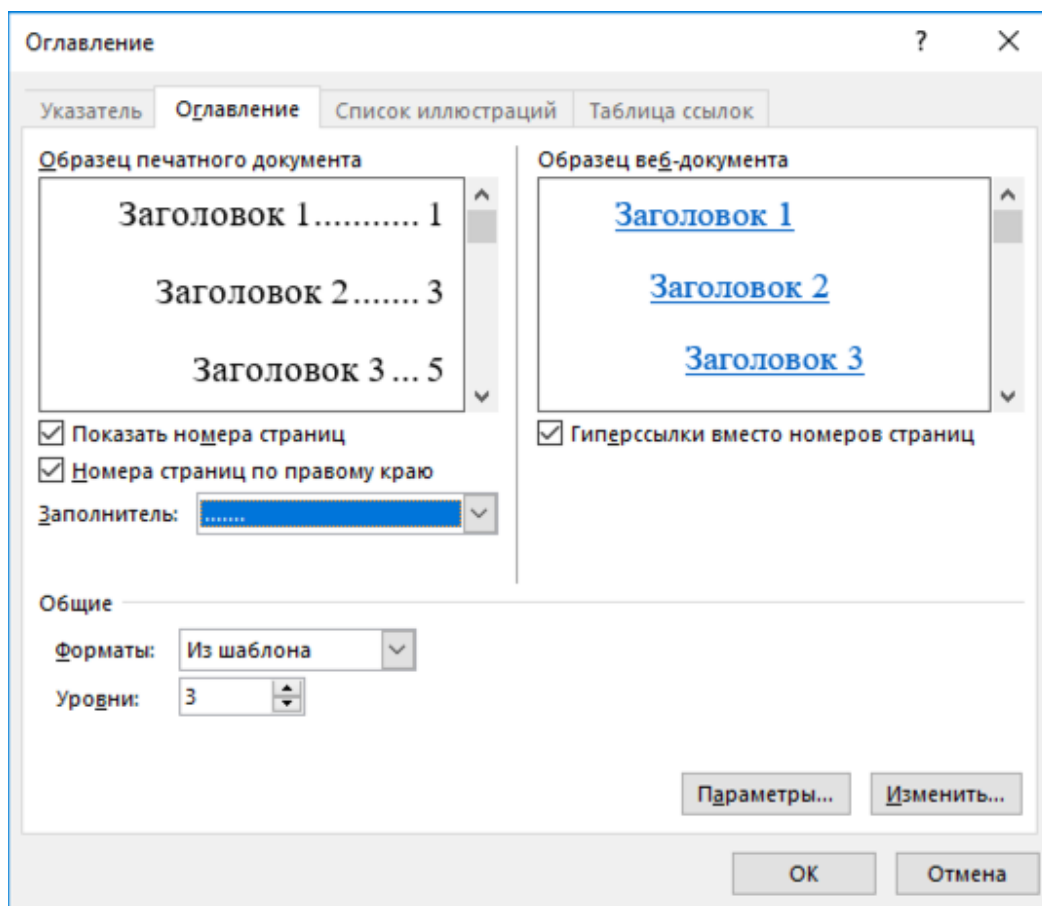 Оглавление ?
Указатель Оглавление Список иллюстраций Таблица ссылок
Образец печатного документа
Заголовок 1........... 1
Заголовок 2....... 3
Заголовок 3 ... 5
Показать номера страниц
Номера страниц по правому краю
Заполнитель: .......
Образец веб-документа
Заголовок 1
Заголовок 2
Заголовок 3
Гиперссылки вместо номеров страниц
Общие
Форматы: Из шаблона
Уровни: 3
Параметры... Изменить...
ОК Отмена